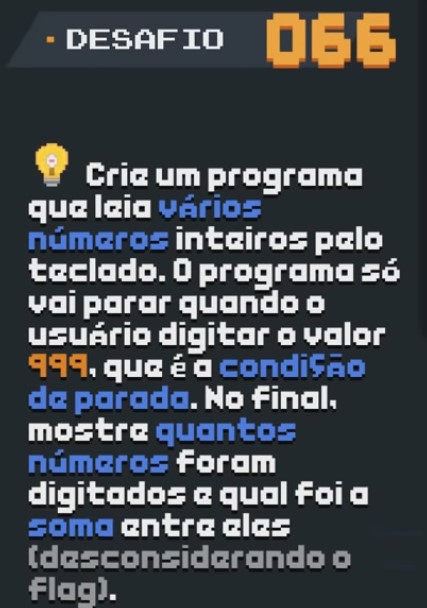 DESAFIO 066
Crie um programa
que leia vários
números inteiros pelo
teclado. O programa só
vai parar quando o
usuário digitar o valor
999, que é a condição
de parada. No final,
mostre quantos
números foram
digitados e qual foi a
soma entre eles
(desconsiderando o
flag).